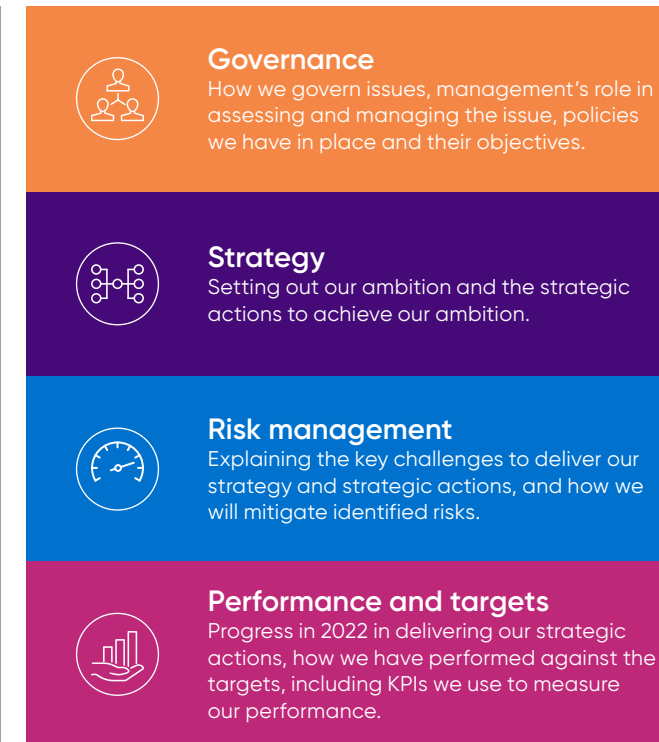 Governance
How we govern issues, management’s role in
assessing and managing the issue, policies
we have in place and their objectives.
Strategy
Setting out our ambition and the strategic
actions to achieve our ambition.
Risk management
Explaining the key challenges to deliver our
strategy and strategic actions, and how we
will mitigate identified risks.
Performance and targets
Progress in 2022 in delivering our strategic
actions, how we have performed against the
targets, including KPIs we use to measure
our performance.